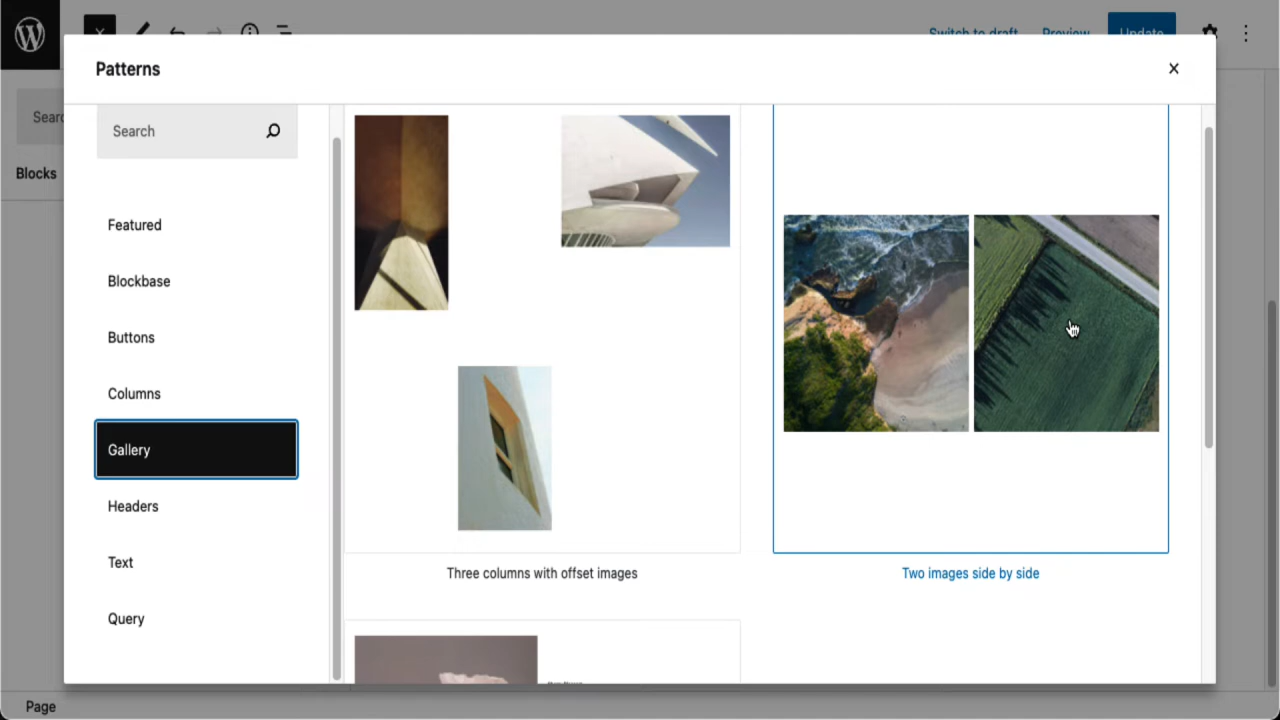 Switch to draft
Preview
Update
Patterns
Search
Sear
Blocks
Featured
Blockbase
Buttons
Columns
Gallery
Headers
Text
Query
Three columns with offset images
Two images side by side
Page